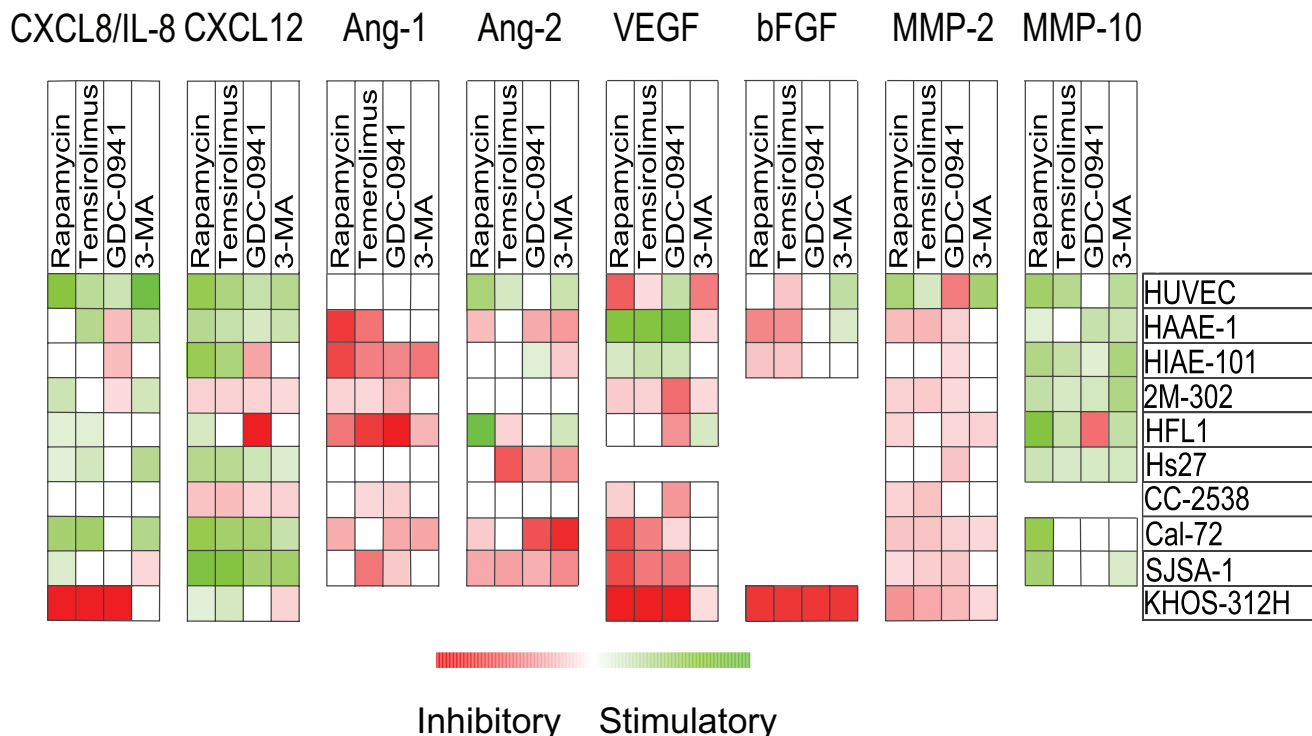 CXCL8/IL-8 CXCL12 Ang-1 Ang-2 VEGF bFGF MMP-2 MMP-10
Rapamycin
Temsirolimus
GDC-0941
3-MA
Rapamycin
Temsirolimus
GDC-0941
3-MA
Rapamycin
Temerolimus
GDC-0941
3-MA
Rapamycin
Temsirolimus
GDC-0941
3-MA
Rapamycin
Temsirolimus
GDC-0941
3-MA
Rapamycin
Temsirolimus
GDC-0941
3-MA
Rapamycin
Temsirolimus
GDC-0941
3-MA
Rapamycin
Temsirolimus
GDC-0941
3-MA
HUVEC
HAAE-1
HIAE-101
2M-302
HFL1
Hs27
CC-2538
Cal-72
SJSA-1
KHOS-312H
Inhibitory Stimulatory